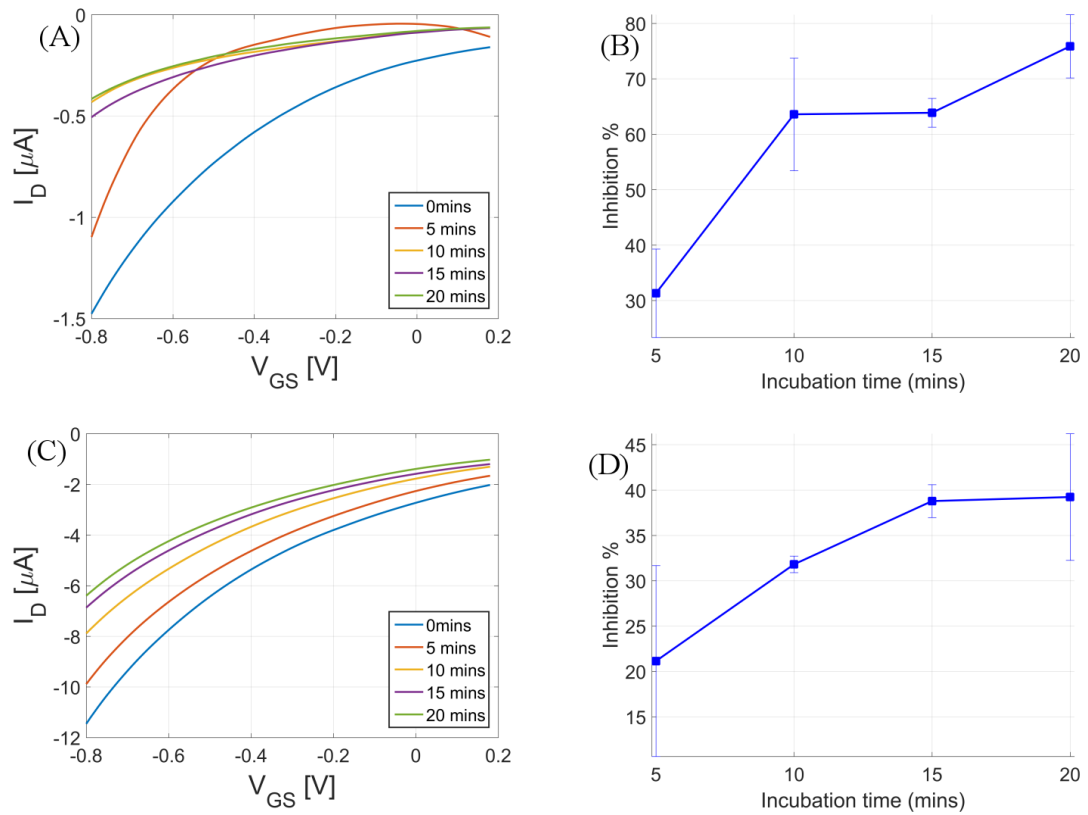 (A)
0
-0.5
-1
-1.5
I_D [μA]
-0.8 -0.6 -0.4 -0.2 0 0.2
V_GS [V]
0mins
5 mins
10 mins
15 mins
20 mins
(B)
80
70
60
50
40
30
Inhibition %
5 10 15 20
Incubation time (mins)
(C)
0
-2
-4
-6
-8
-10
-12
I_D [μA]
-0.8 -0.6 -0.4 -0.2 0 0.2
V_GS [V]
0mins
5 mins
10 mins
15 mins
20 mins
(D)
45
40
35
30
25
20
15
Inhibition %
5 10 15 20
Incubation time (mins)